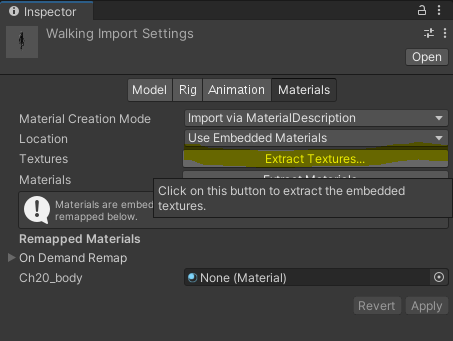 Inspector
Walking Import Settings
Open
Model Rig Animation Materials
Material Creation Mode Import via MaterialDescription
Location Use Embedded Materials
Textures Extract Textures...
Materials Extract Materials
Click on this button to extract the embedded
textures.
Materials are embed
remapped below.
Remapped Materials
On Demand Remap
Ch20_body None (Material)
Revert Apply